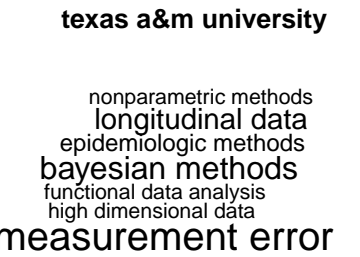 texas a&m university
nonparametric methods
longitudinal data
epidemiologic methods
bayesian methods
functional data analysis
high dimensional data
measurement error